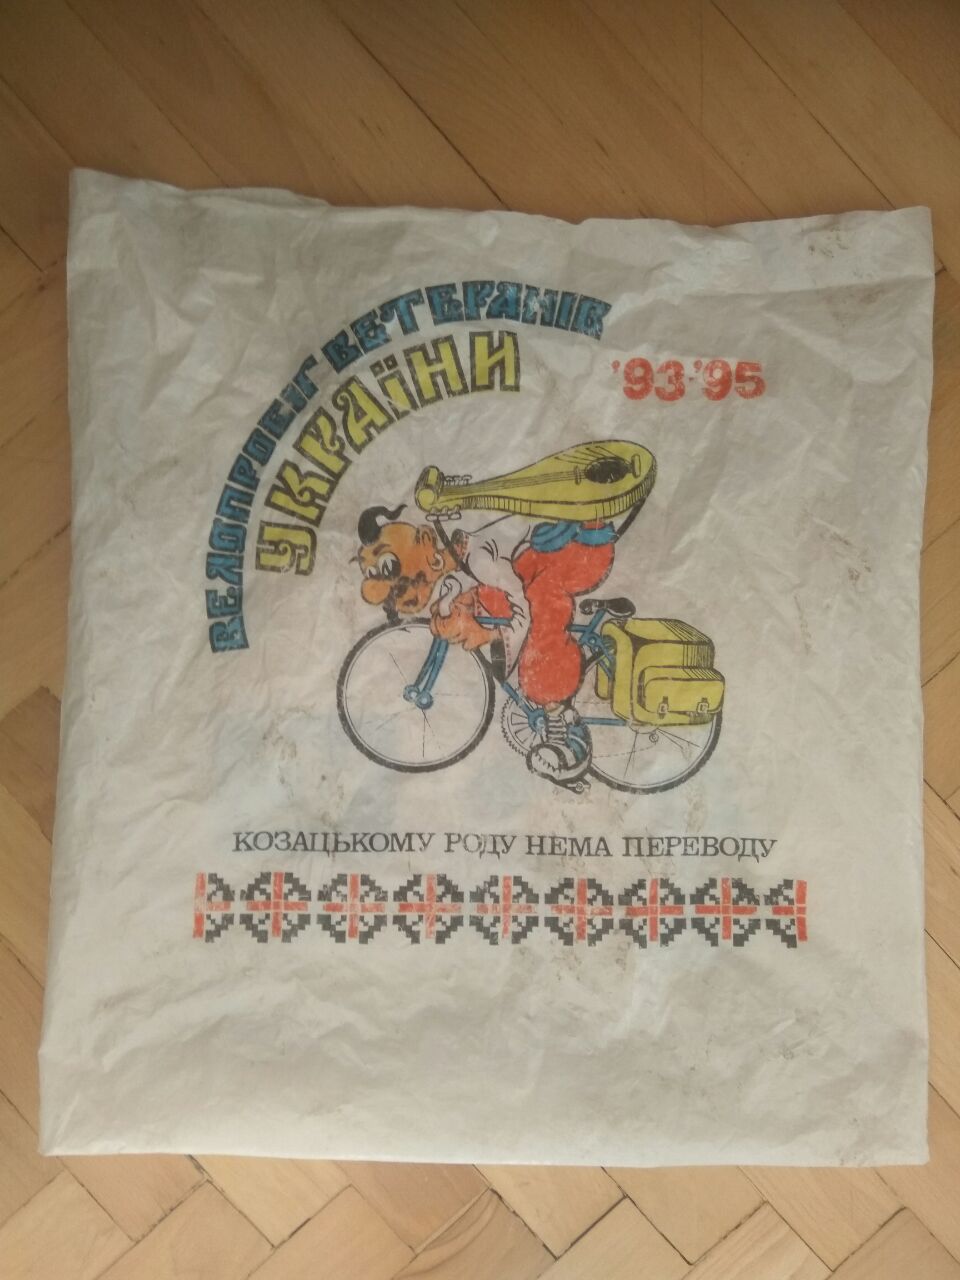 ВЕЛОПРОБІГ ВЕТЕРАНІВ
УКРАЇНИ
'93-'95
КОЗАЦЬКОМУ РОДУ НЕМА ПЕРЕВОДУ